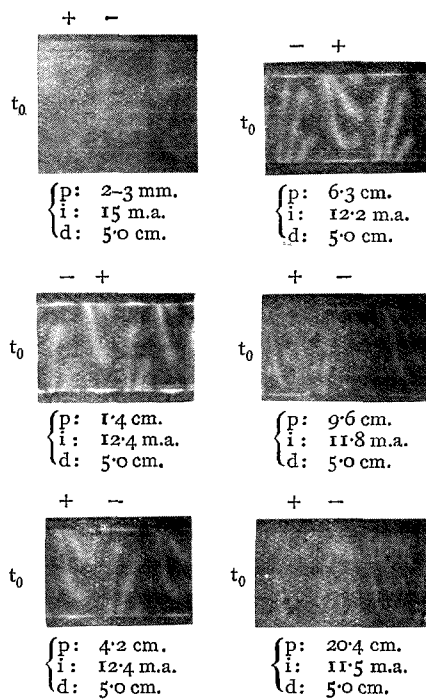 + −
t₀
p: 2–3 mm.
i: 15 m.a.
d: 5·0 cm.
− +
t₀
p: 1·4 cm.
i: 12·4 m.a.
d: 5·0 cm.
+ −
t₀
p: 4·2 cm.
i: 12·4 m.a.
d: 5·0 cm.
− +
t₀
p: 6·3 cm.
i: 12·2 m.a.
d: 5·0 cm.
+ −
t₀
p: 9·6 cm.
i: 11·8 m.a.
d: 5·0 cm.
+ −
t₀
p: 20·4 cm.
i: 11·5 m.a.
d: 5·0 cm.